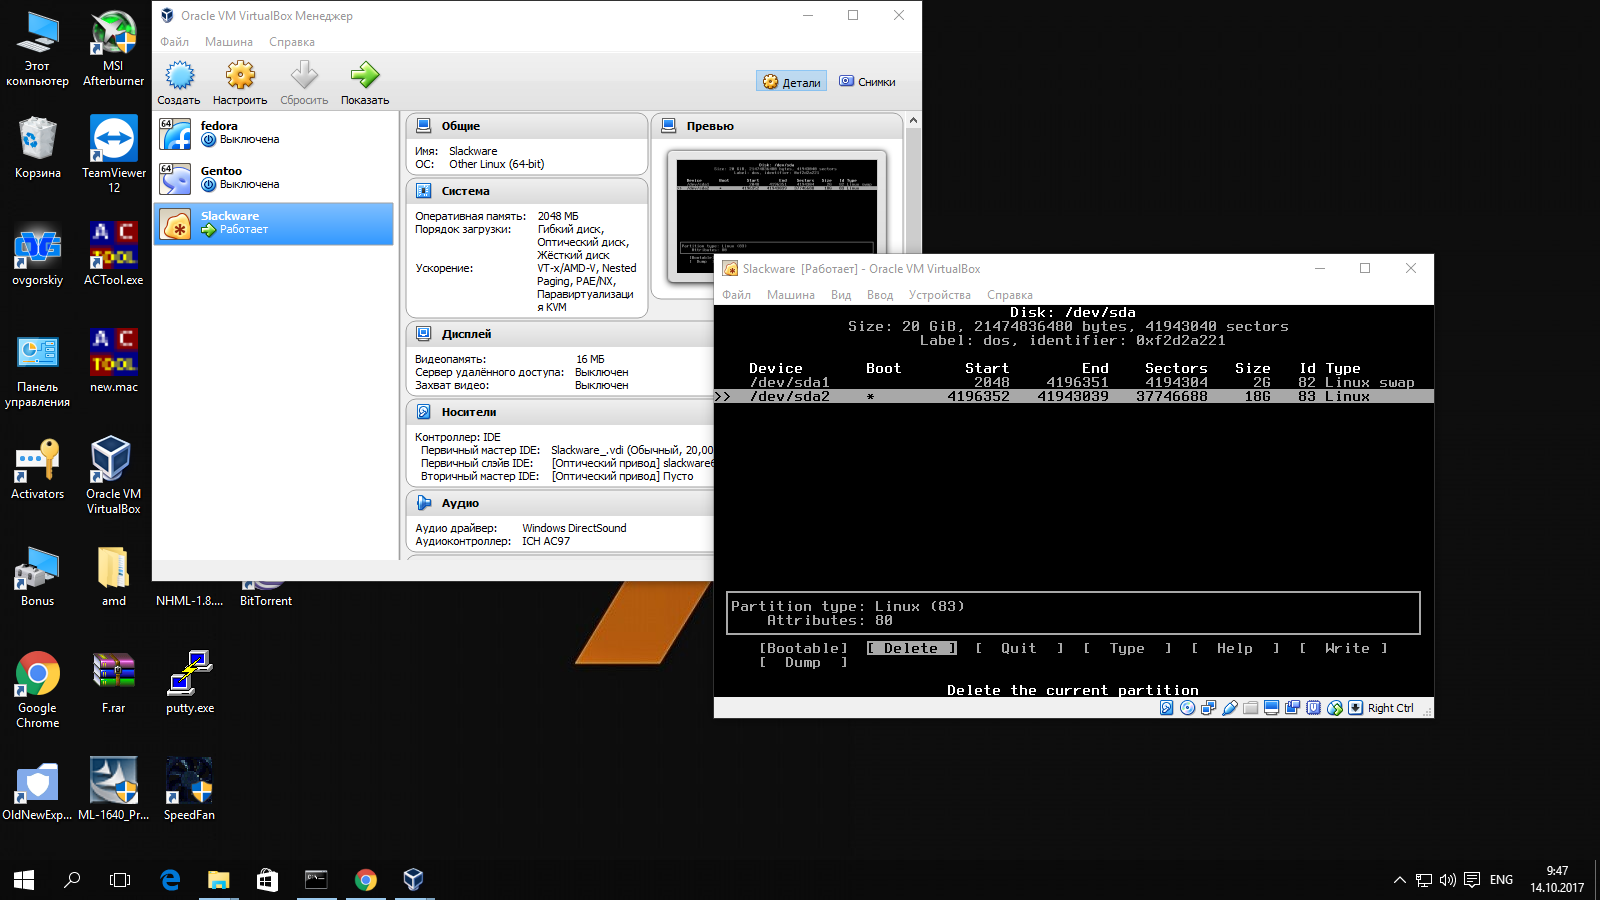 Этот компьютер
MSI Afterburner
Корзина
TeamViewer 12
ovgorskiy
ACTool.exe
Панель управления
new.mac
Activators
Oracle VM VirtualBox
Bonus
amd
NHML-1.8....
BitTorrent
Google Chrome
F.rar
putty.exe
OldNewExp...
ML-1640_Pr...
SpeedFan
Oracle VM VirtualBox Менеджер
Файл Машина Справка
Создать Настроить Сбросить Показать
Детали Снимки
64 fedora
Выключена
64 Gentoo
Выключена
Slackware
Работает
Общие
Имя: Slackware
ОС: Other Linux (64-bit)
Система
Оперативная память: 2048 МБ
Порядок загрузки: Гибкий диск,
Оптический диск,
Жёсткий диск
Ускорение: VT-x/AMD-V, Nested
Paging, PAE/NX,
Паравиртуализаци
я KVM
Дисплей
Видеопамять: 16 МБ
Сервер удалённого доступа: Выключен
Захват видео: Выключен
Носители
Контроллер: IDE
Первичный мастер IDE: Slackware_.vdi (Обычный, 20,00
Первичный слэйв IDE: [Оптический привод] slackware6
Вторичный мастер IDE: [Оптический привод] Пусто
Аудио
Аудио драйвер: Windows DirectSound
Аудиоконтроллер: ICH AC97
Превью
Slackware [Работает] - Oracle VM VirtualBox
Файл Машина Вид Ввод Устройства Справка
Disk: /dev/sda
Size: 20 GiB, 21474836480 bytes, 41943040 sectors
Label: dos, identifier: 0xf2d2a221
Device Boot Start End Sectors Size Id Type
/dev/sda1 2048 4196351 4194304 2G 82 Linux swap
>> /dev/sda2 * 4196352 41943039 37746688 18G 83 Linux
Partition type: Linux (83)
Attributes: 80
[Bootable] [ Delete ] [ Quit ] [ Type ] [ Help ] [ Write ]
[ Dump ]
Delete the current partition
Right Ctrl
ENG
9:47
14.10.2017